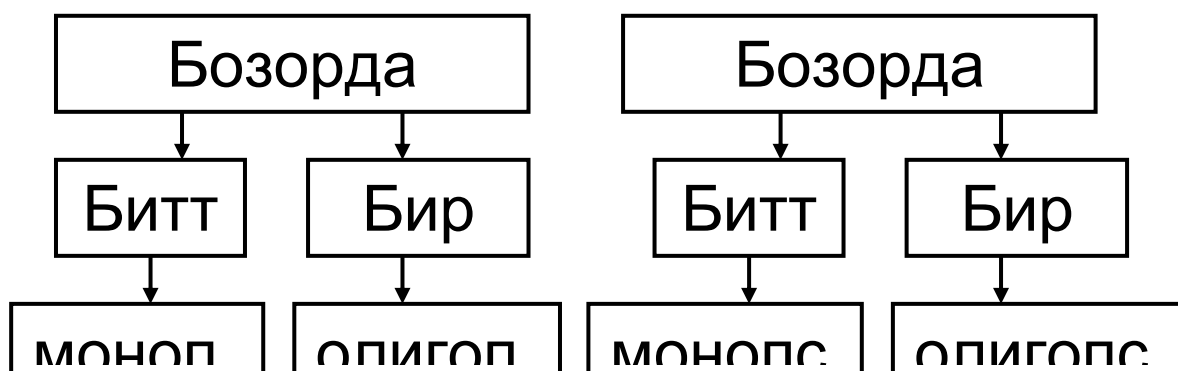 Бозорда Бозорда
Битт Бир Битт Бир
моноп олигоп монопс олигопс